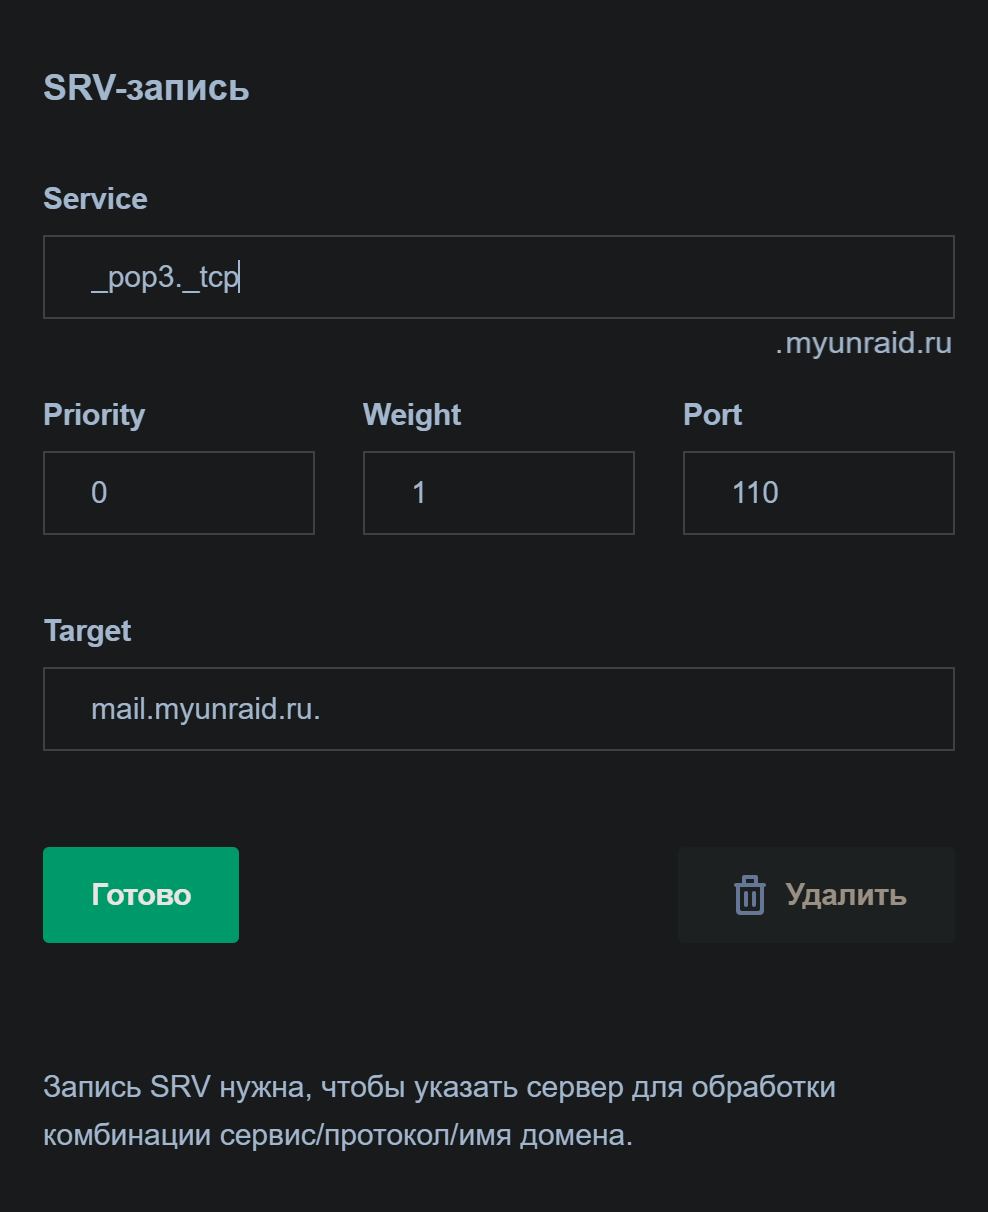 SRV-запись
Service
_pop3._tcp
.myunraid.ru
Priority Weight Port
0 1 110
Target
mail.myunraid.ru.
Готово Удалить
Запись SRV нужна, чтобы указать сервер для обработки
комбинации сервис/протокол/имя домена.